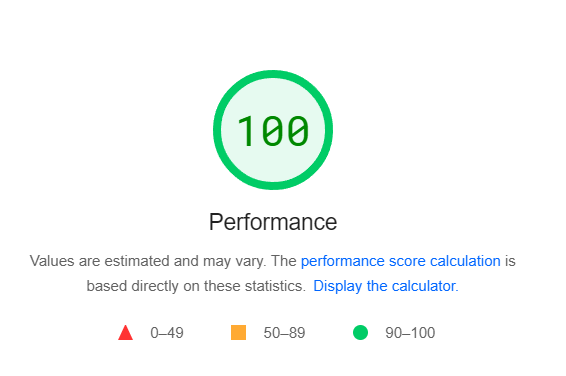 100
Performance
Values are estimated and may vary. The performance score calculation is
based directly on these statistics. Display the calculator.
0–49 50–89 90–100